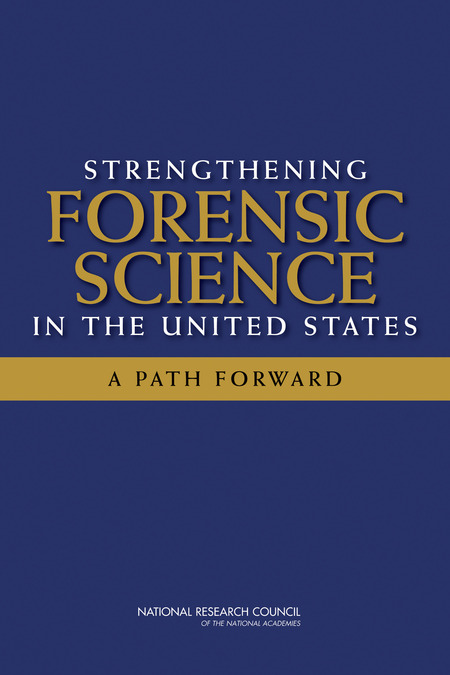 STRENGTHENING
FORENSIC
SCIENCE
IN THE UNITED STATES
A PATH FORWARD
NATIONAL RESEARCH COUNCIL
OF THE NATIONAL ACADEMIES